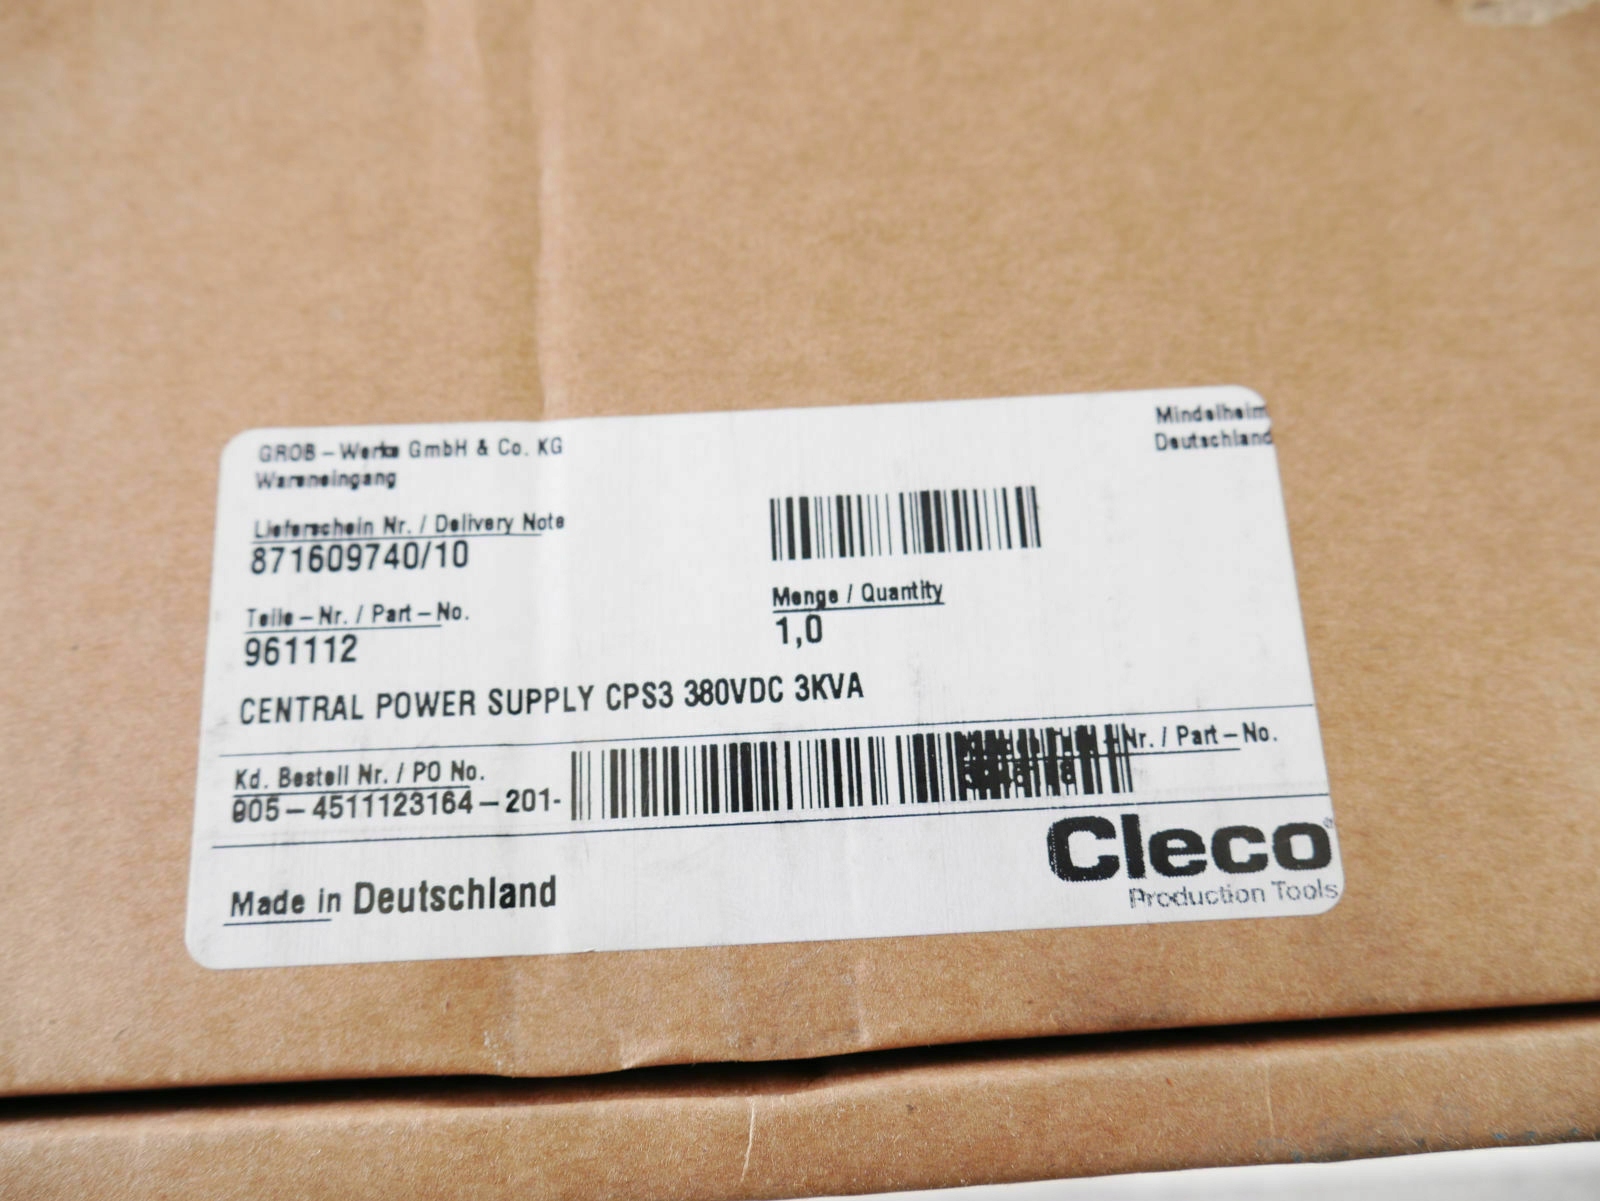 GROB-Werke GmbH & Co. KG
Wareneingang
Mindelheim
Deutschland
Lieferschein Nr. / Delivery Note
871609740/10
Teile-Nr. / Part-No.
961112
Menge / Quantity
1,0
CENTRAL POWER SUPPLY CPS3 380VDC 3KVA
Kd. Bestell Nr. / PO No.
005-4511123164-201-
-Nr. / Part-No.
Made in Deutschland
Cleco®
Production Tools